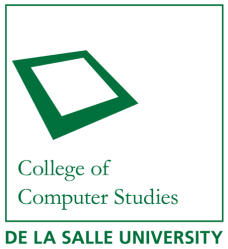 College of
Computer Studies
DE LA SALLE UNIVERSITY